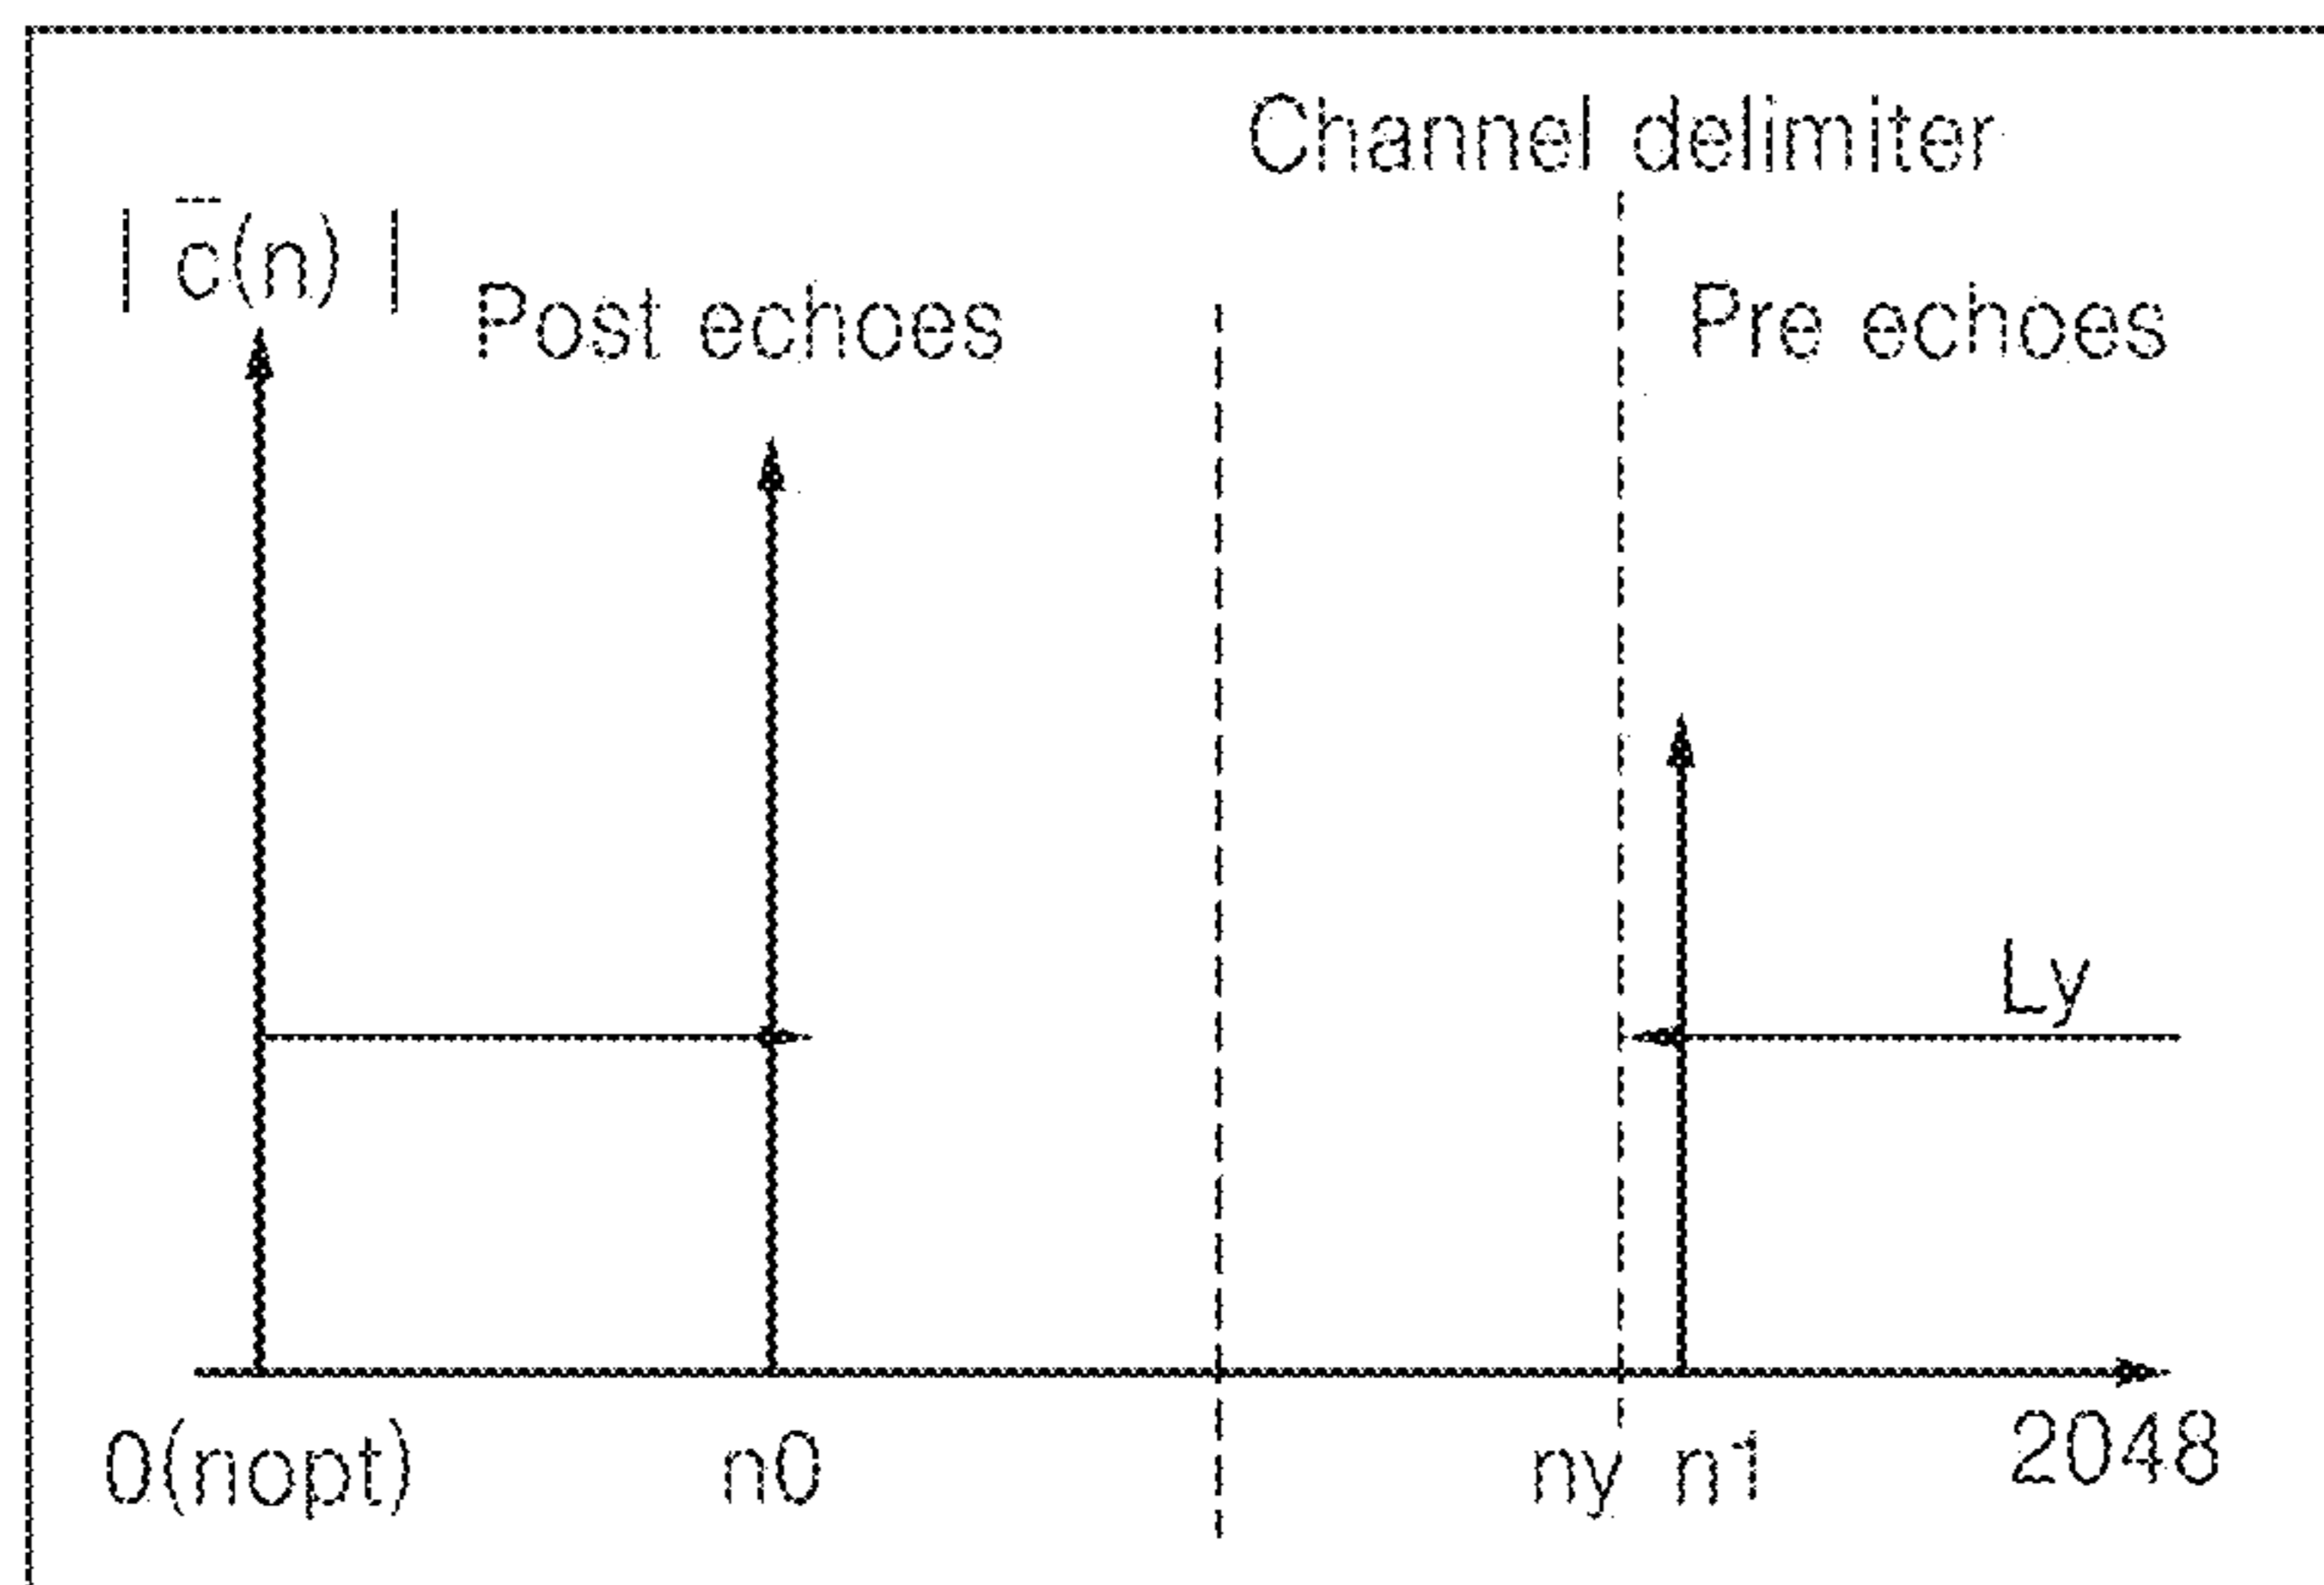 Channel delimiter
| c̄(n) |
Post echoes
Pre echoes
Ly
0(nopt)
n0
ny n1
2048